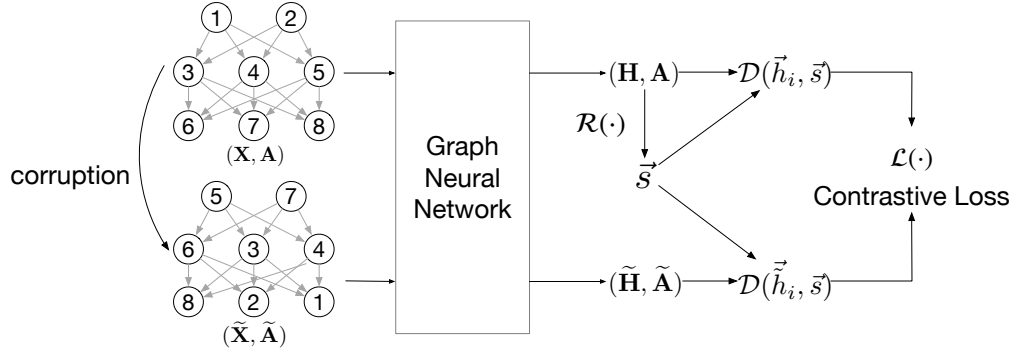 1 2
3 4 5
6 7 8
(X, A)
corruption
5 7
6 3 4
8 2 1
(X̃, Ã)
Graph
Neural
Network
(H, A)
R(·)
s⃗
(H̃, Ã)
D(h⃗ᵢ, s⃗)
D(h̃⃗ᵢ, s⃗)
L(·)
Contrastive Loss